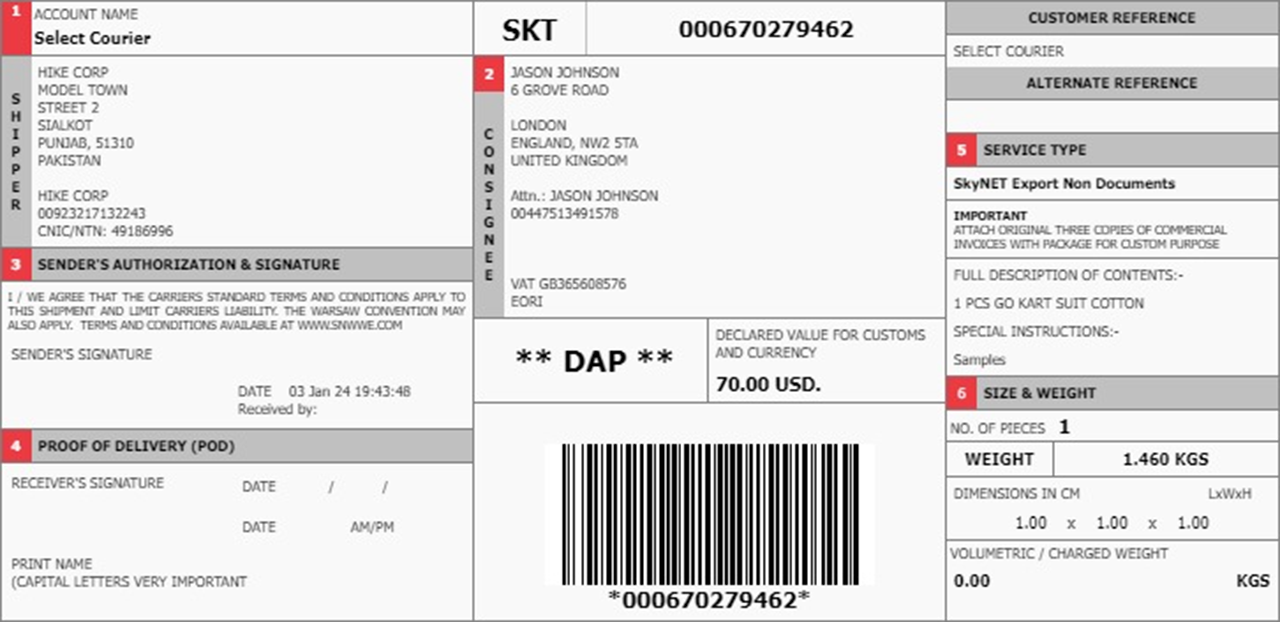 1 ACCOUNT NAME
Select Courier
SHIPPER
HIKE CORP
MODEL TOWN
STREET 2
SIALKOT
PUNJAB, 51310
PAKISTAN
HIKE CORP
00923217132243
CNIC/NTN: 49186996
3 SENDER'S AUTHORIZATION & SIGNATURE
I / WE AGREE THAT THE CARRIERS STANDARD TERMS AND CONDITIONS APPLY TO
THIS SHIPMENT AND LIMIT CARRIERS LIABILITY. THE WARSAW CONVENTION MAY
ALSO APPLY. TERMS AND CONDITIONS AVAILABLE AT WWW.SNWWE.COM
SENDER'S SIGNATURE
DATE 03 Jan 24 19:43:48
Received by:
4 PROOF OF DELIVERY (POD)
RECEIVER'S SIGNATURE DATE / /
DATE AM/PM
PRINT NAME
(CAPITAL LETTERS VERY IMPORTANT
SKT 000670279462
2
CONSIGNEE
JASON JOHNSON
6 GROVE ROAD
LONDON
ENGLAND, NW2 5TA
UNITED KINGDOM
Attn.: JASON JOHNSON
00447513491578
VAT GB365608576
EORI
** DAP **
DECLARED VALUE FOR CUSTOMS
AND CURRENCY
70.00 USD.
*000670279462*
CUSTOMER REFERENCE
SELECT COURIER
ALTERNATE REFERENCE
5 SERVICE TYPE
SkyNET Export Non Documents
IMPORTANT
ATTACH ORIGINAL THREE COPIES OF COMMERCIAL
INVOICES WITH PACKAGE FOR CUSTOM PURPOSE
FULL DESCRIPTION OF CONTENTS:-
1 PCS GO KART SUIT COTTON
SPECIAL INSTRUCTIONS:-
Samples
6 SIZE & WEIGHT
NO. OF PIECES 1
WEIGHT 1.460 KGS
DIMENSIONS IN CM LxWxH
1.00 x 1.00 x 1.00
VOLUMETRIC / CHARGED WEIGHT
0.00 KGS